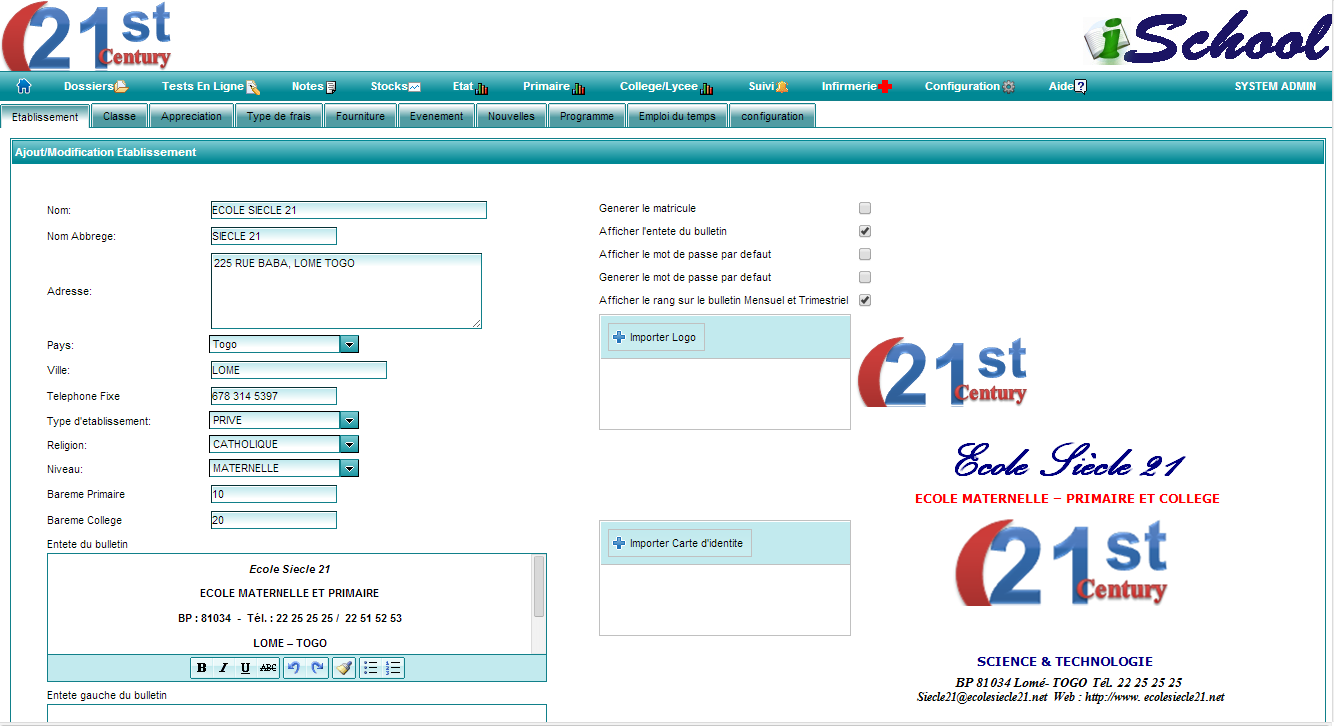 21st
Century
iSchool
Dossiers Tests En Ligne Notes Stocks Etat Primaire College/Lycee Suivi Infirmerie Configuration Aide SYSTEM ADMIN
Etablissement Classe Appreciation Type de frais Fourniture Evenement Nouvelles Programme Emploi du temps configuration
Ajout/Modification Etablissement
Nom: ECOLE SIECLE 21
Nom Abbrege: SIECLE 21
Adresse: 225 RUE BABA, LOME TOGO
Pays: Togo
Ville: LOME
Telephone Fixe 678 314 5397
Type d'etablissement: PRIVE
Religion: CATHOLIQUE
Niveau: MATERNELLE
Bareme Primaire 10
Bareme College 20
Entete du bulletin
Ecole Siecle 21
ECOLE MATERNELLE ET PRIMAIRE
BP : 81034 - Tél. : 22 25 25 25 / 22 51 52 53
LOME – TOGO
B I U ABC
Entete gauche du bulletin
Generer le matricule
Afficher l'entete du bulletin
Afficher le mot de passe par defaut
Generer le mot de passe par defaut
Afficher le rang sur le bulletin Mensuel et Trimestriel
Importer Logo
21st
Century
Importer Carte d'identite
Ecole Siècle 21
ECOLE MATERNELLE – PRIMAIRE ET COLLEGE
21st
Century
SCIENCE & TECHNOLOGIE
BP 81034 Lomé- TOGO Tél. 22 25 25 25
Siecle21@ecolesiecle21.net Web : http://www. ecolesiecle21.net